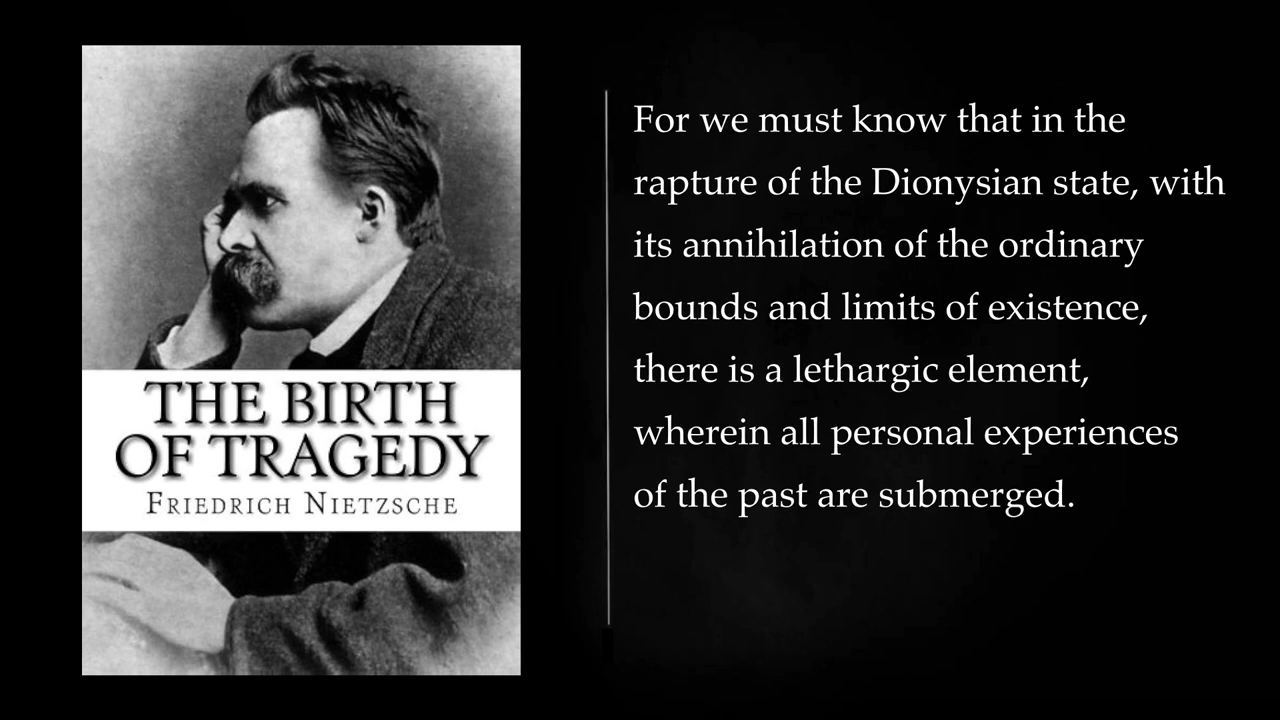 THE BIRTH
OF TRAGEDY
FRIEDRICH NIETZSCHE
For we must know that in the
rapture of the Dionysian state, with
its annihilation of the ordinary
bounds and limits of existence,
there is a lethargic element,
wherein all personal experiences
of the past are submerged.